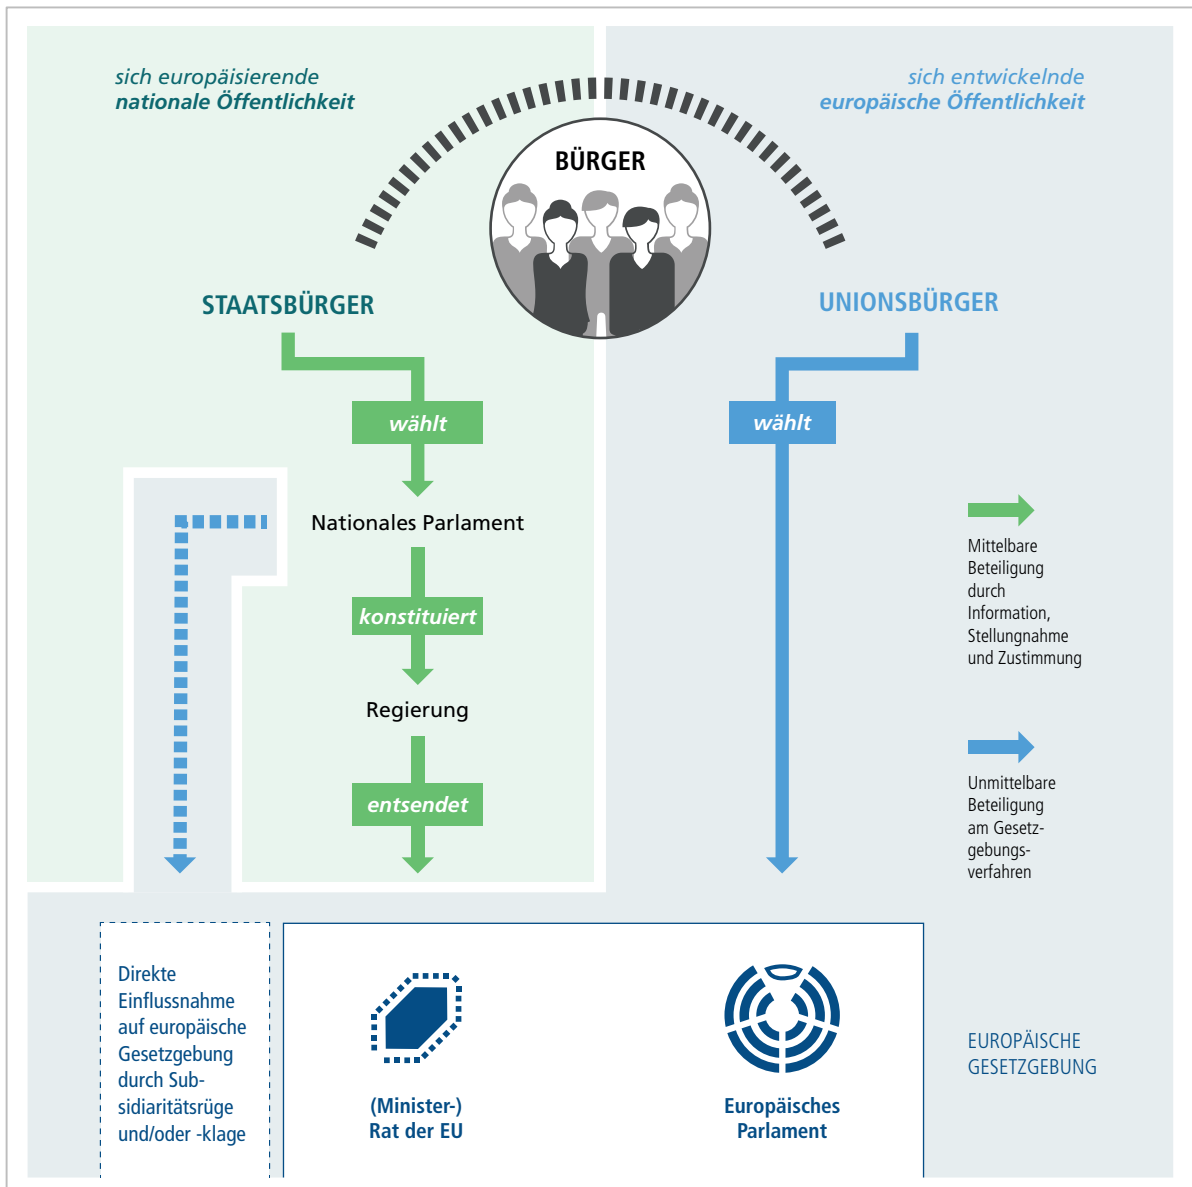 sich europäisierende
nationale Öffentlichkeit
sich entwickelnde
europäische Öffentlichkeit
BÜRGER
STAATSBÜRGER
UNIONSBÜRGER
wählt
wählt
Nationales Parlament
konstituiert
Regierung
entsendet
Mittelbare
Beteiligung
durch
Information,
Stellungnahme
und Zustimmung
Unmittelbare
Beteiligung
am Gesetz-
gebungs-
verfahren
Direkte
Einflussnahme
auf europäische
Gesetzgebung
durch Sub-
sidiaritätsrüge
und/oder -klage
(Minister-)
Rat der EU
Europäisches
Parlament
EUROPÄISCHE
GESETZGEBUNG